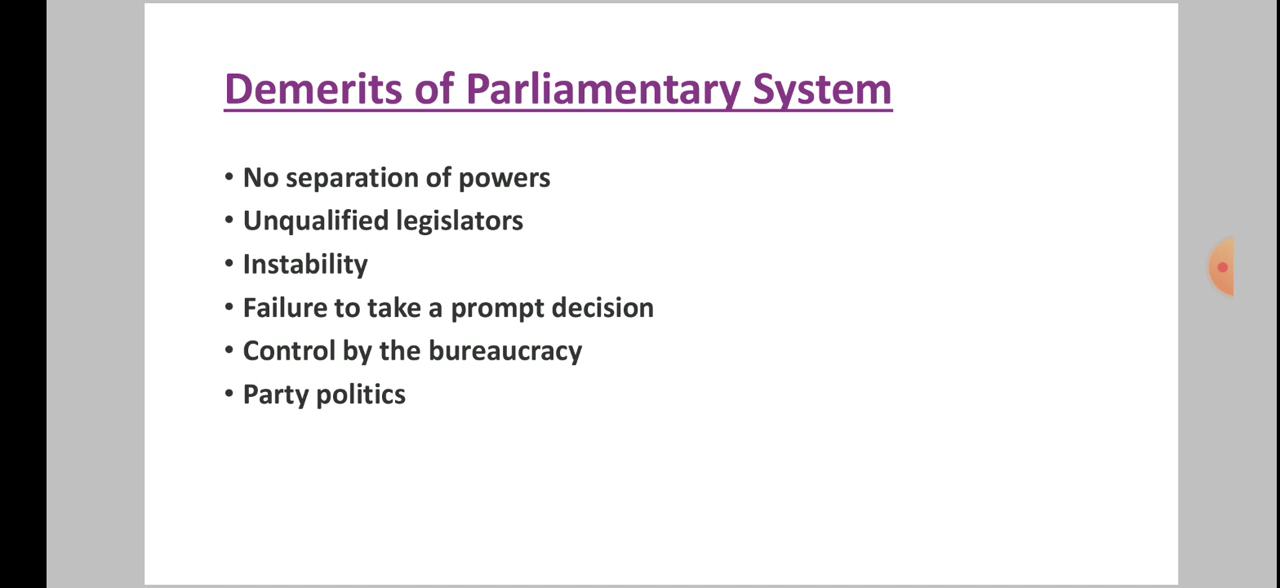 Demerits of Parliamentary System
• No separation of powers
• Unqualified legislators
• Instability
• Failure to take a prompt decision
• Control by the bureaucracy
• Party politics